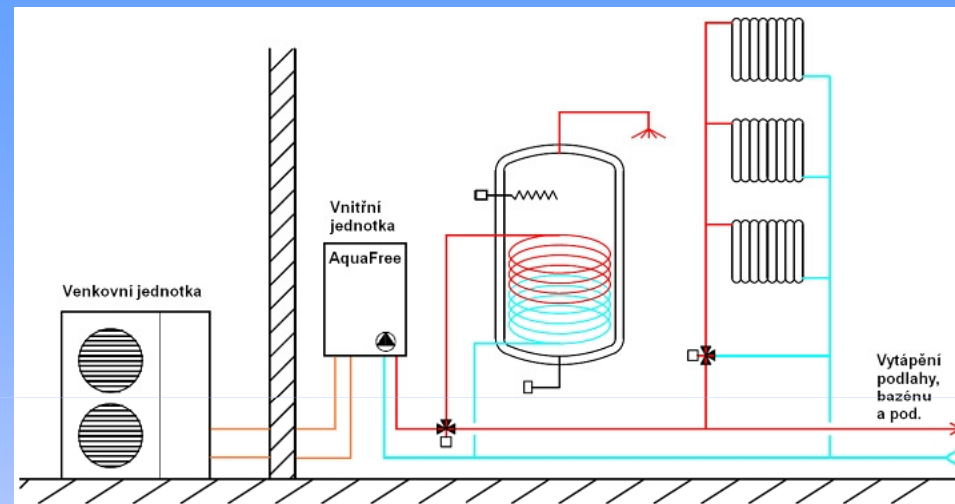 Vnitřní
jednotka
AquaFree
Venkovní jednotka
Vytápění
podlahy,
bazénu
a pod.